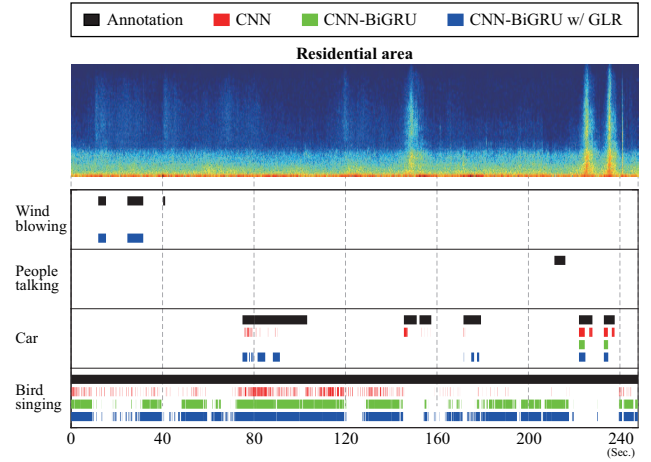 Annotation CNN CNN-BiGRU CNN-BiGRU w/ GLR
Residential area
Wind
blowing
People
talking
Car
Bird
singing
0 40 80 120 160 200 240
(Sec.)